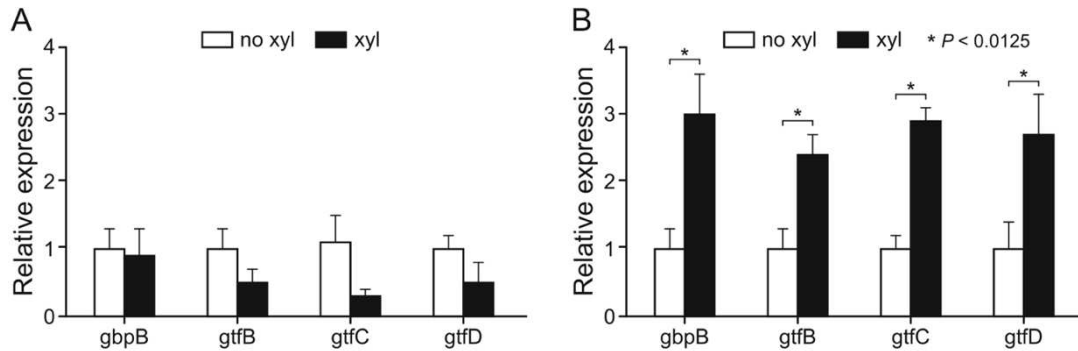 A
no xyl xyl
Relative expression
4
3
2
1
0
gbpB gtfB gtfC gtfD
B
no xyl xyl * P < 0.0125
Relative expression
4
3
2
1
0
* * * *
gbpB gtfB gtfC gtfD